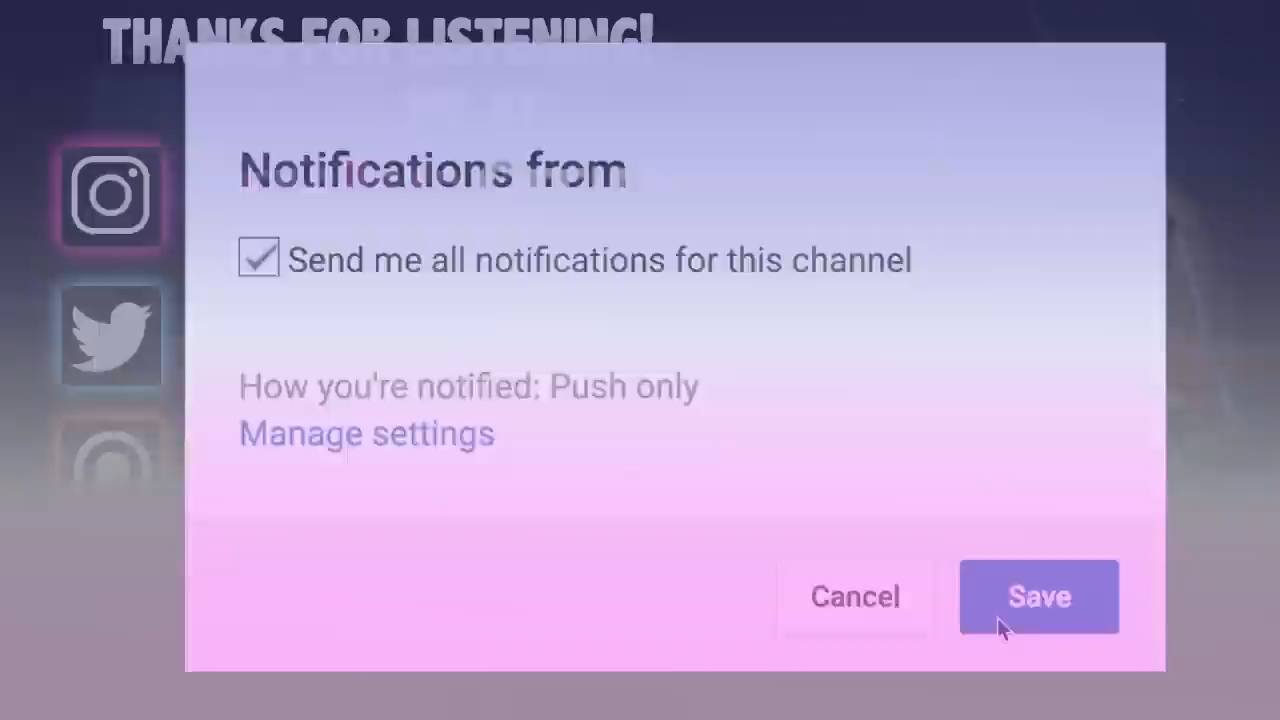 THANKS FOR LISTENING!
Notifications from
Send me all notifications for this channel
How you're notified: Push only
Manage settings
Cancel
Save